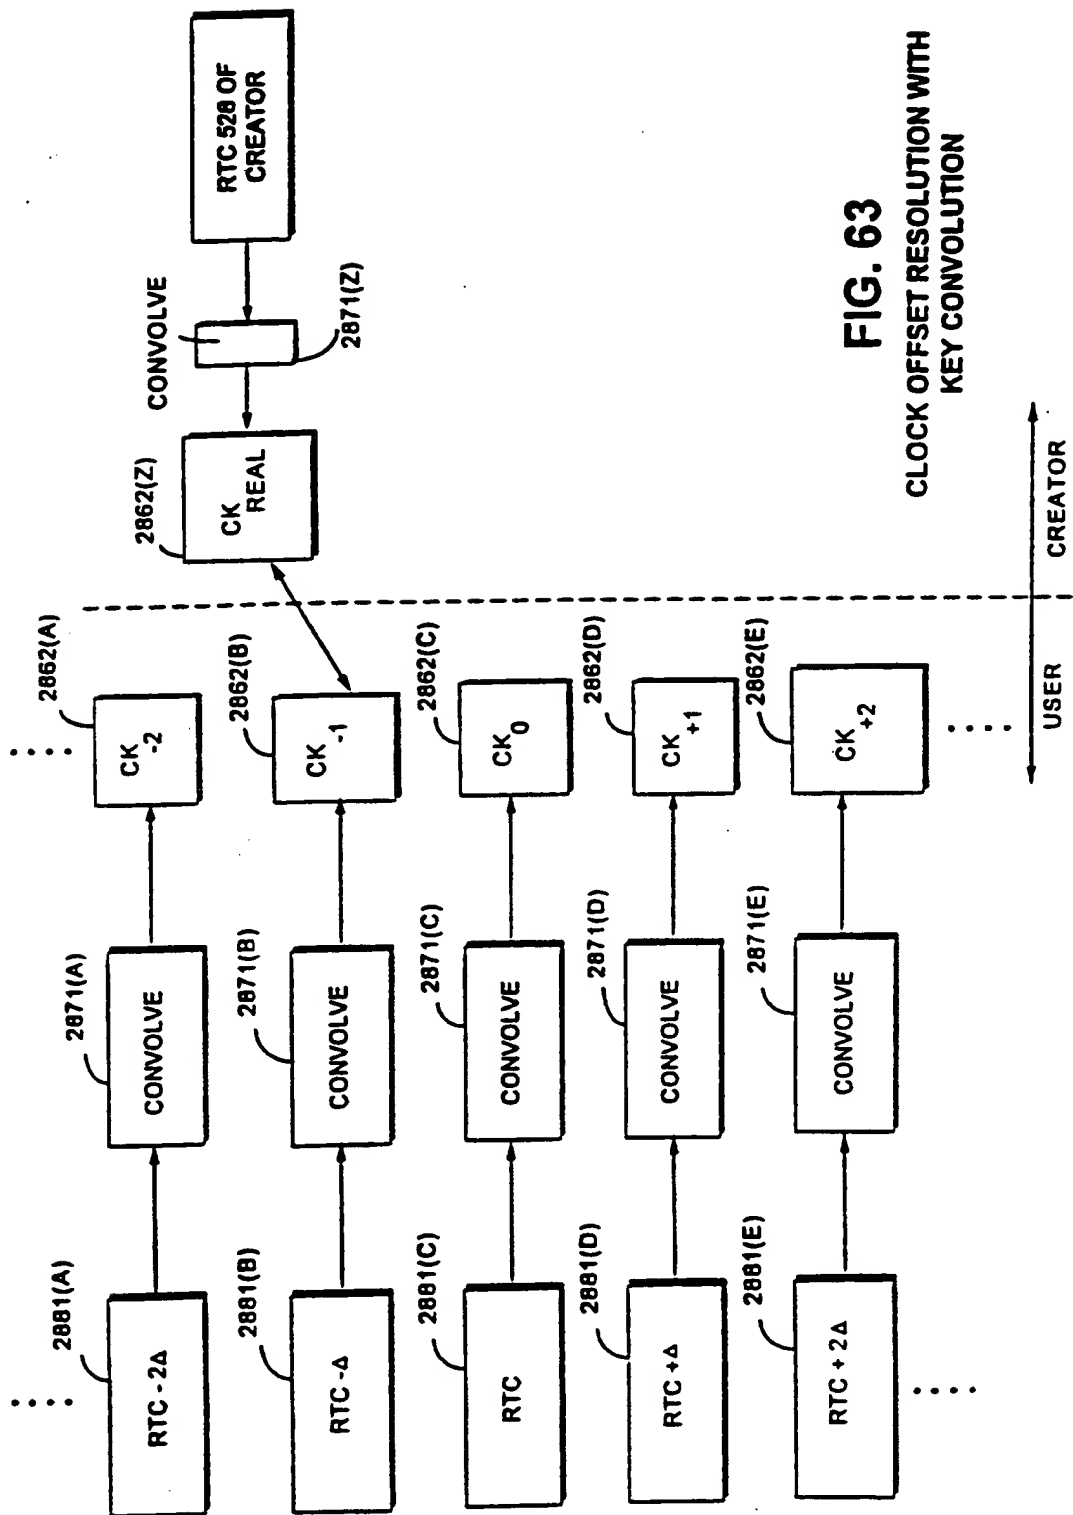 2881(A)
RTC - 2Δ
2871(A)
CONVOLVE
2862(A)
CK -2
2881(B)
RTC - Δ
2871(B)
CONVOLVE
2862(B)
CK -1
2881(C)
RTC
2871(C)
CONVOLVE
2862(C)
CK 0
2881(D)
RTC + Δ
2871(D)
CONVOLVE
2862(D)
CK +1
2881(E)
RTC + 2Δ
2871(E)
CONVOLVE
2862(E)
CK +2
2862(Z)
CK REAL
CONVOLVE
2871(Z)
RTC 528 OF
CREATOR
USER
CREATOR
FIG. 63
CLOCK OFFSET RESOLUTION WITH
KEY CONVOLUTION